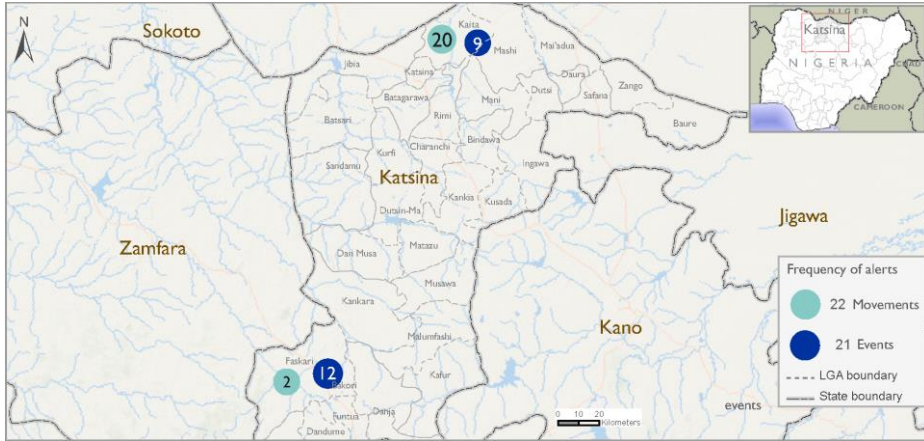 N
Sokoto
20
9
Kaita
Mashi
Mai'adua
Jibia
Katsina
Daura
Zango
Dutsi
Safana
Batagarawa
Mani
Baure
Batsari
Rimi
Bindawa
Kurfi
Charanchi
Ingawa
Sandamu
Katsina
Kankia
Kusada
Dutsin-Ma
Zamfara
Dan Musa
Matazu
Musawa
Kankara
Malumfashi
Kano
Jigawa
Faskari
2
12
Bakori
Kafur
Funtua
Danja
Dandume
0 10 20
Kilometers
events
NIGER
Katsina
NIGERIA
CHAD
CAMEROON
Frequency of alerts
22 Movements
21 Events
LGA boundary
State boundary